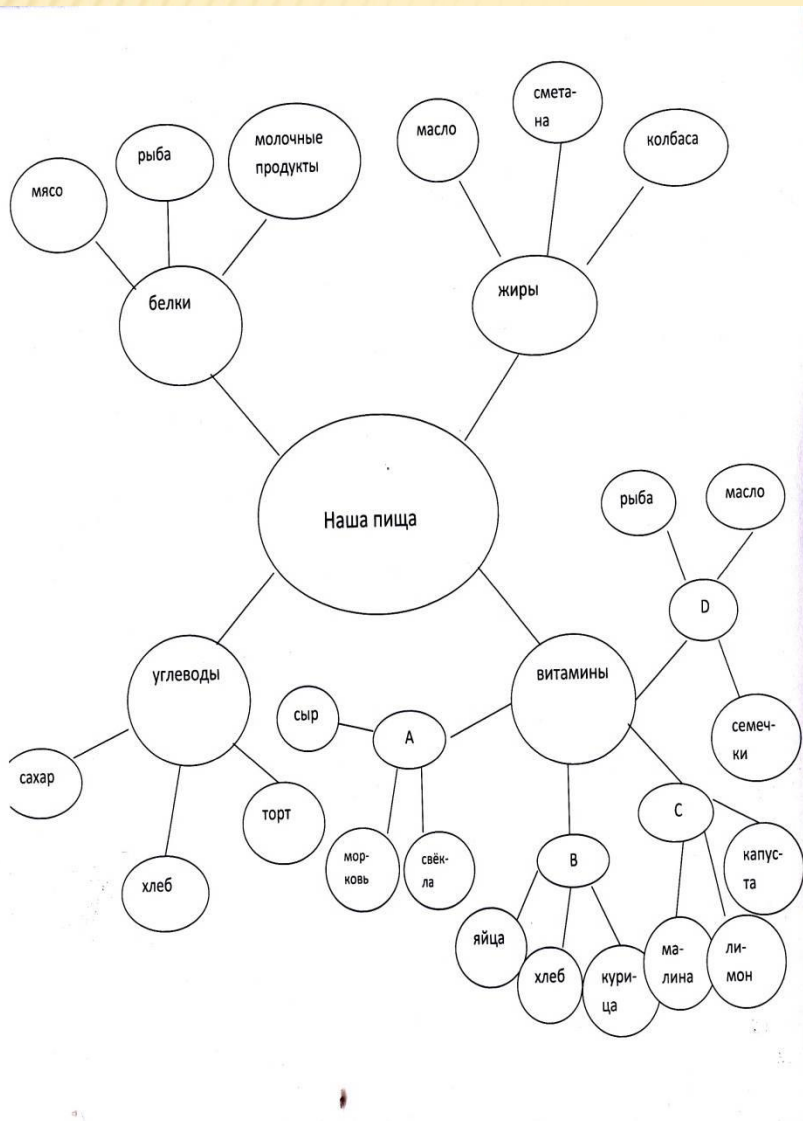 смета-
на
масло
колбаса
молочные
продукты
рыба
мясо
белки
жиры
Наша пища
рыба
масло
D
семеч-
ки
углеводы
витамины
сыр
А
сахар
торт
хлеб
мор-
ковь
свёк-
ла
В
С
капус-
та
яйца
хлеб
кури-
ца
ма-
лина
ли-
мон